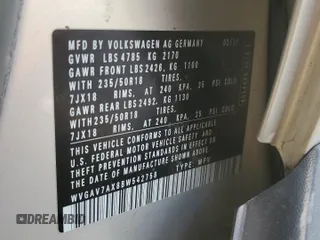 MFD. BY VOLKSWAGEN AG GERMANY
GVWR LBS 4785 KG 2170
GAWR FRONT LBS 2426, KG 1100
WITH 235/50R18 TIRES,
7JX18 RIMS, AT 240 KPA, 35 PSI COLD
GAWR REAR LBS 2492, KG 1130
WITH 235/50R18 TIRES,
7JX18 RIMS, AT 240 KPA, 35 PSI COLD
THIS VEHICLE CONFORMS TO ALL APPLICABLE
FEDERAL MOTOR VEHICLE
SAFETY AND THEFT PREVENTION STANDARDS IN
EFFECT ON THE DATE OF MANUFACTURE SHOWN ABOVE
WVGAV7AX8BW542758 TYPE: MPV
DREAMBID